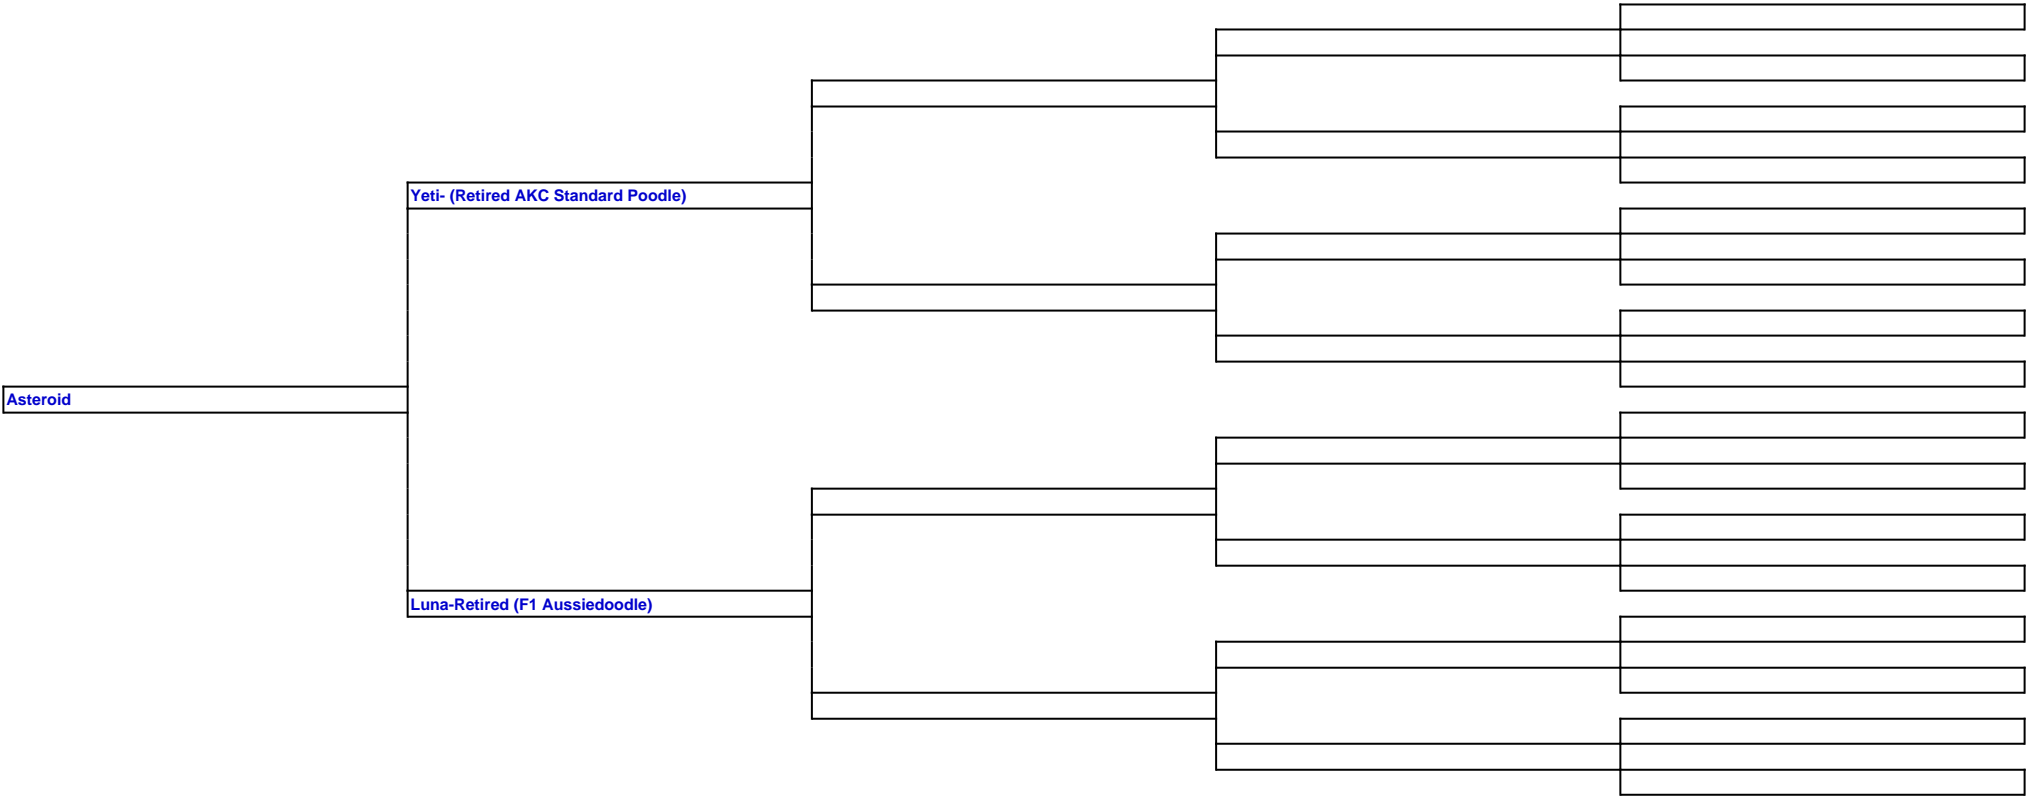 Yeti- (Retired AKC Standard Poodle)
Asteroid
Luna-Retired (F1 Aussiedoodle)